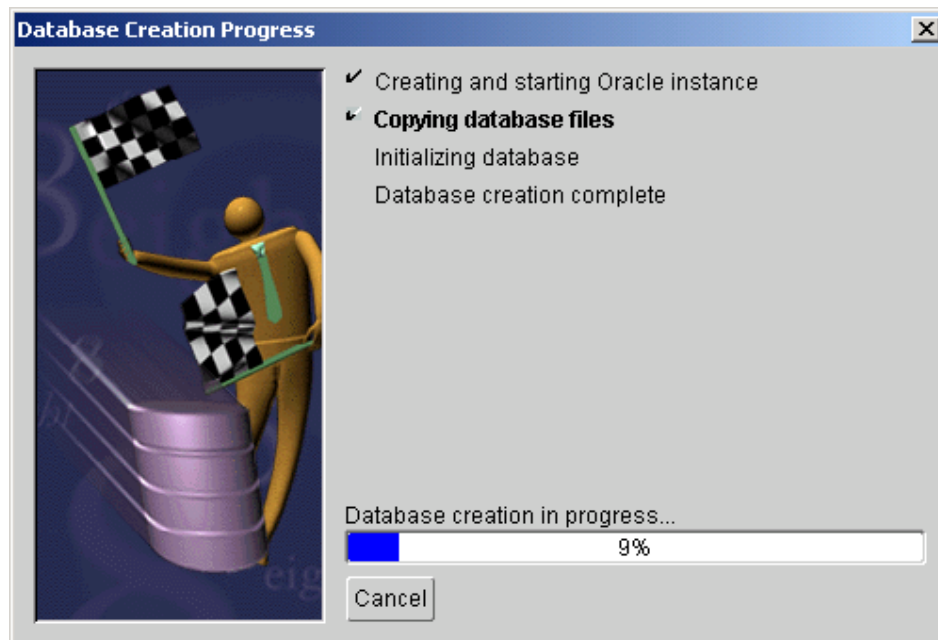 Database Creation Progress
Creating and starting Oracle instance
Copying database files
Initializing database
Database creation complete
Database creation in progress...
9%
Cancel